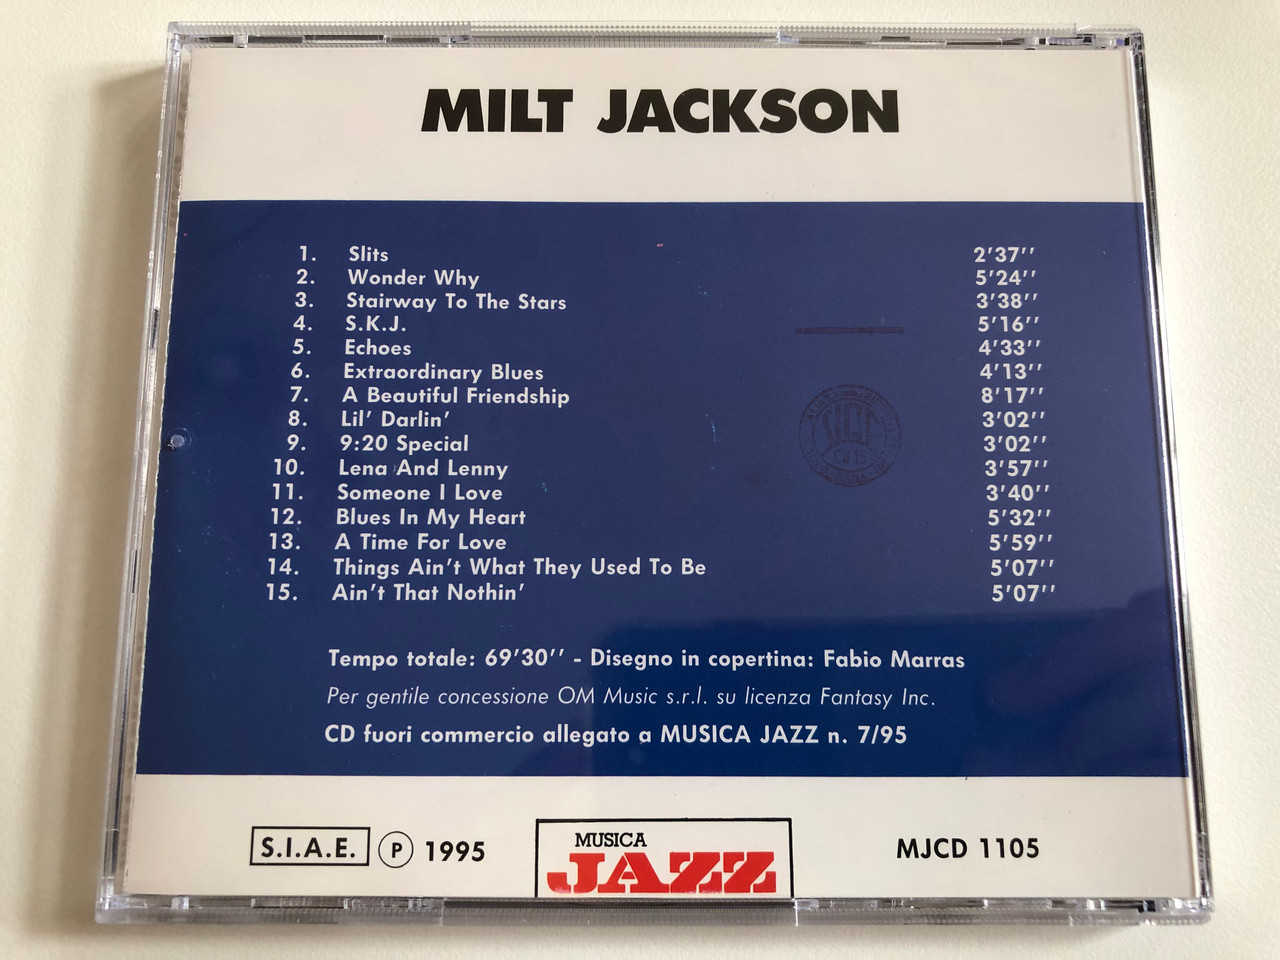 MILT JACKSON
1. Slits 2'37''
2. Wonder Why 5'24''
3. Stairway To The Stars 3'38''
4. S.K.J. 5'16''
5. Echoes 4'33''
6. Extraordinary Blues 4'13''
7. A Beautiful Friendship 8'17''
8. Lil' Darlin' 3'02''
9. 9:20 Special 3'02''
10. Lena And Lenny 3'57''
11. Someone I Love 3'40''
12. Blues In My Heart 5'32''
13. A Time For Love 5'59''
14. Things Ain't What They Used To Be 5'07''
15. Ain't That Nothin' 5'07''
Tempo totale: 69'30'' - Disegno in copertina: Fabio Marras
Per gentile concessione OM Music s.r.l. su licenza Fantasy Inc.
CD fuori commercio allegato a MUSICA JAZZ n. 7/95
S.I.A.E. Ⓟ 1995
MUSICA
JAZZ
MJCD 1105